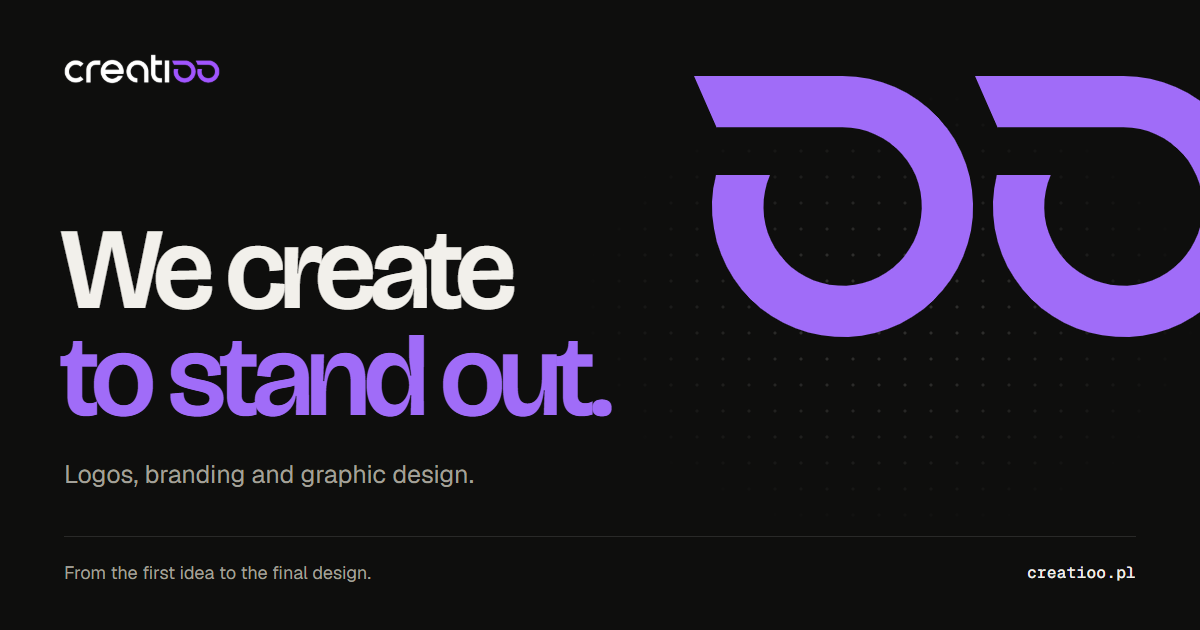 creatioo
We create
to stand out.
Logos, branding and graphic design.
From the first idea to the final design.
creatioo.pl